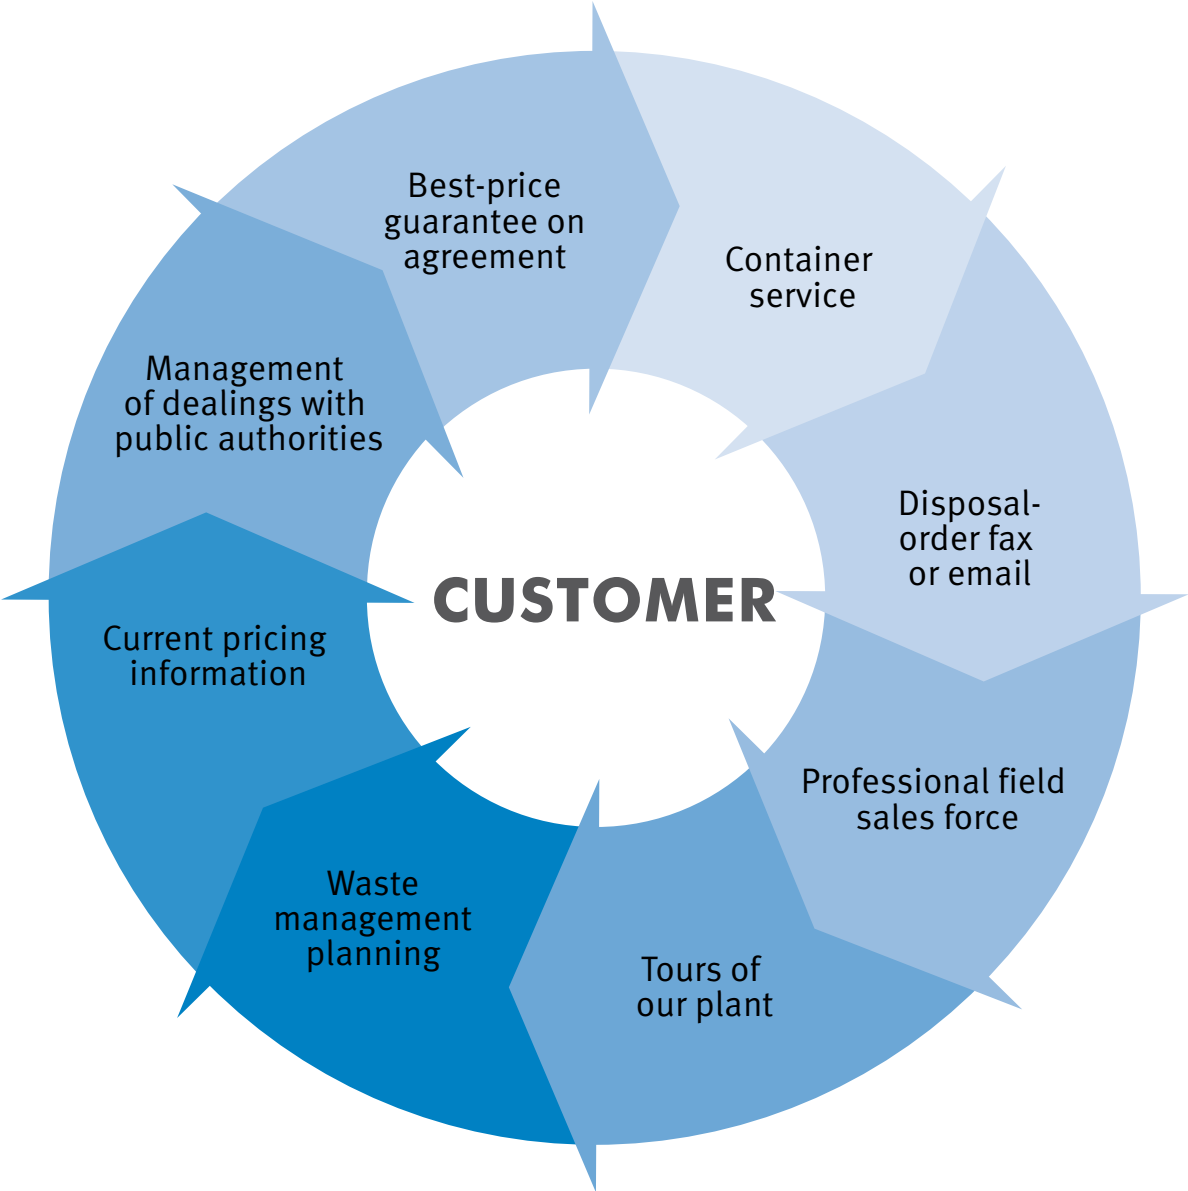 Best-price
guarantee on
agreement
Container
service
Disposal-
order fax
or email
Professional field
sales force
Tours of
our plant
Waste
management
planning
Current pricing
information
Management
of dealings with
public authorities
CUSTOMER